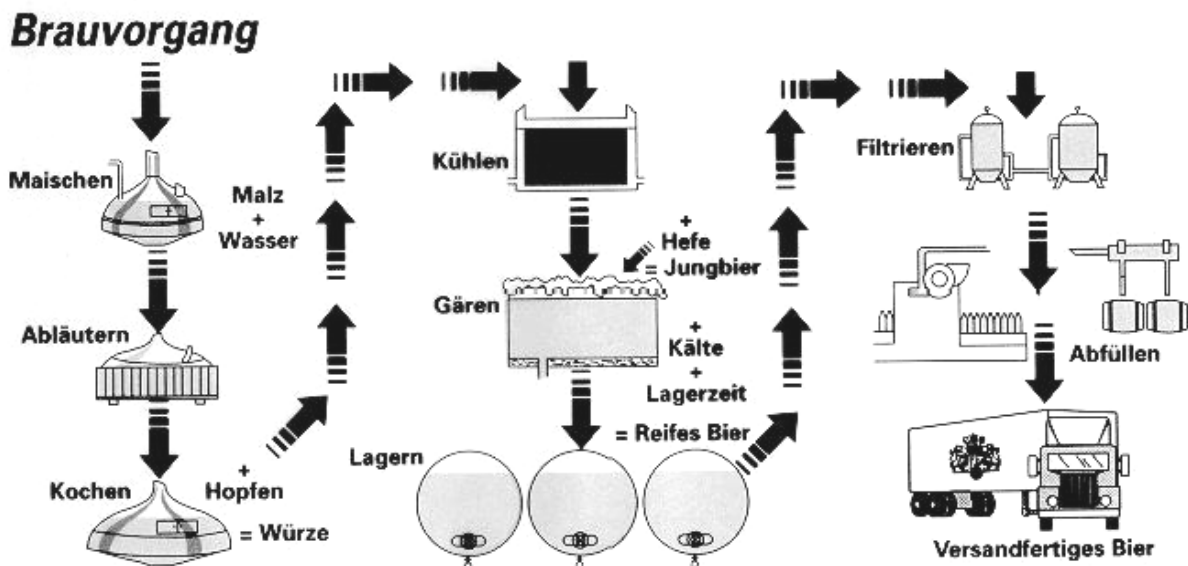 Brauvorgang
Maischen
Malz
+
Wasser
Abläutern
Kochen
+
Hopfen
= Würze
Kühlen
+
Hefe
= Jungbier
Gären
+
Kälte
+
Lagerzeit
= Reifes Bier
Lagern
Filtrieren
Abfüllen
Versandfertiges Bier